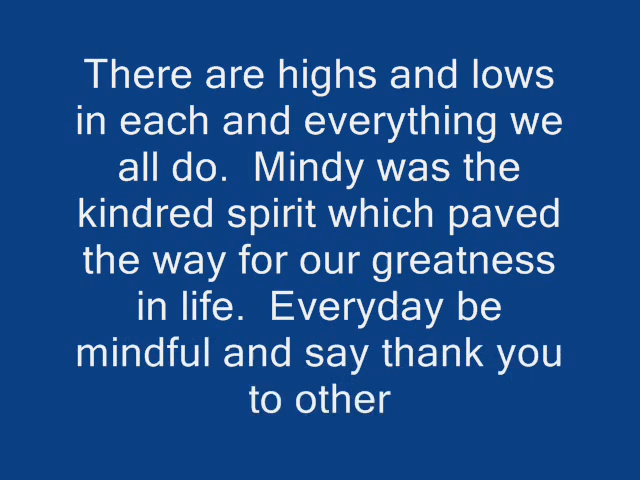 There are highs and lows
in each and everything we
all do.  Mindy was the
kindred spirit which paved
the way for our greatness
in life.  Everyday be
mindful and say thank you
to other